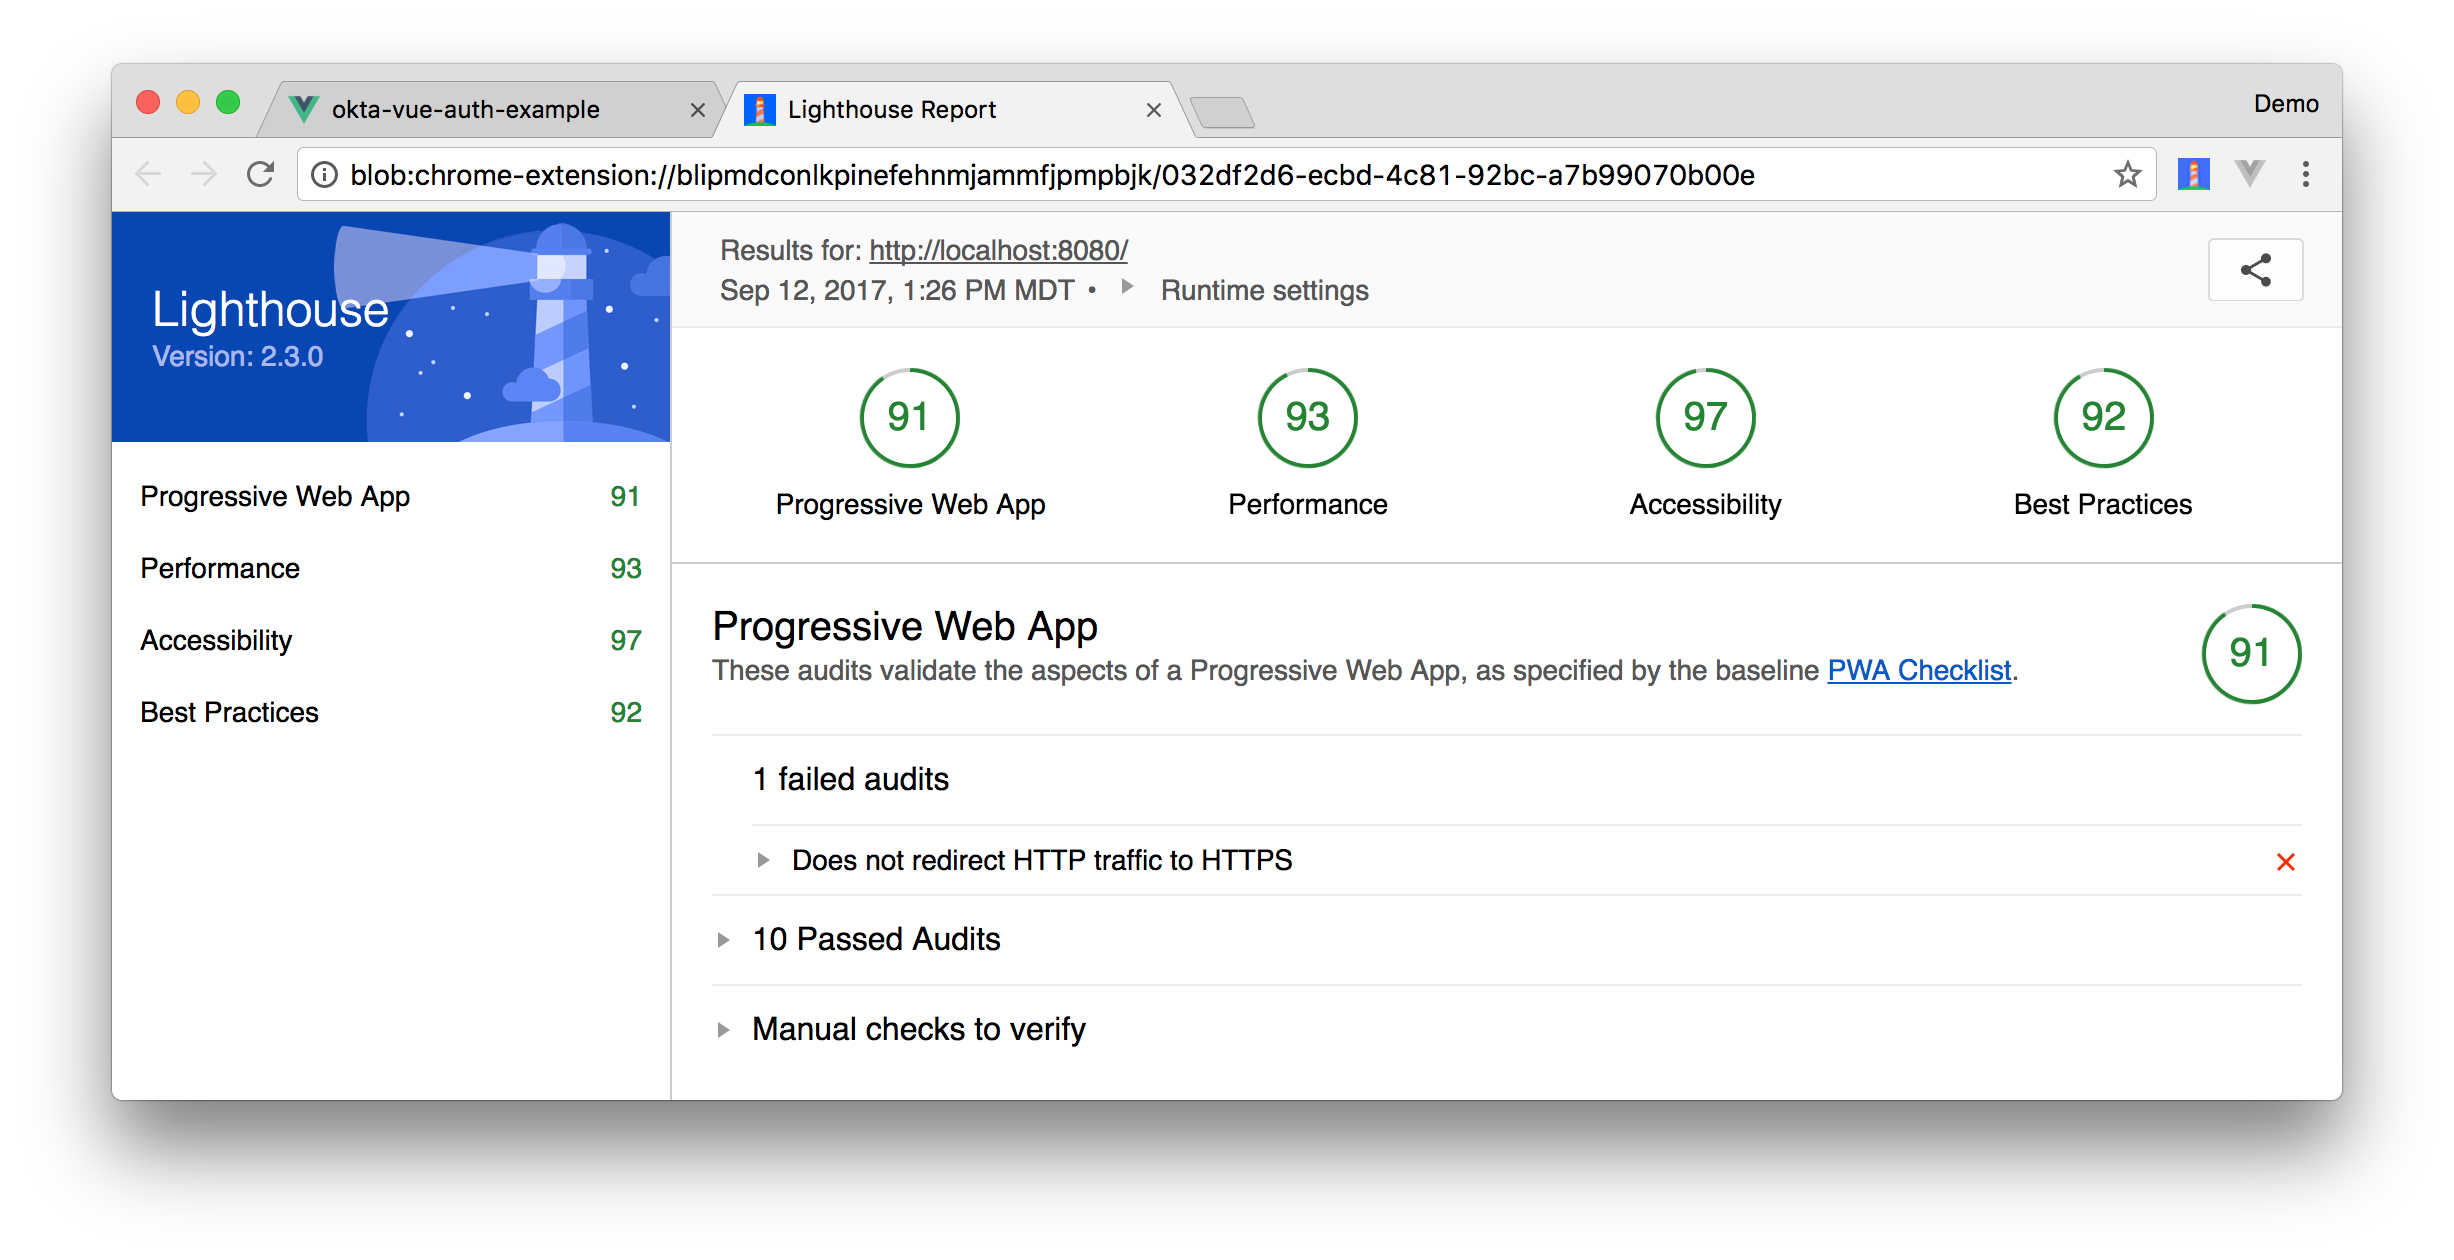 okta-vue-auth-example
Lighthouse Report
Demo
blob:chrome-extension://blipmdconlkpinefehnmjammfjpmpbjk/032df2d6-ecbd-4c81-92bc-a7b99070b00e
Lighthouse
Version: 2.3.0
Progressive Web App 91
Performance 93
Accessibility 97
Best Practices 92
Results for: http://localhost:8080/
Sep 12, 2017, 1:26 PM MDT • Runtime settings
91 93 97 92
Progressive Web App Performance Accessibility Best Practices
Progressive Web App
These audits validate the aspects of a Progressive Web App, as specified by the baseline PWA Checklist.
91
1 failed audits
Does not redirect HTTP traffic to HTTPS
10 Passed Audits
Manual checks to verify